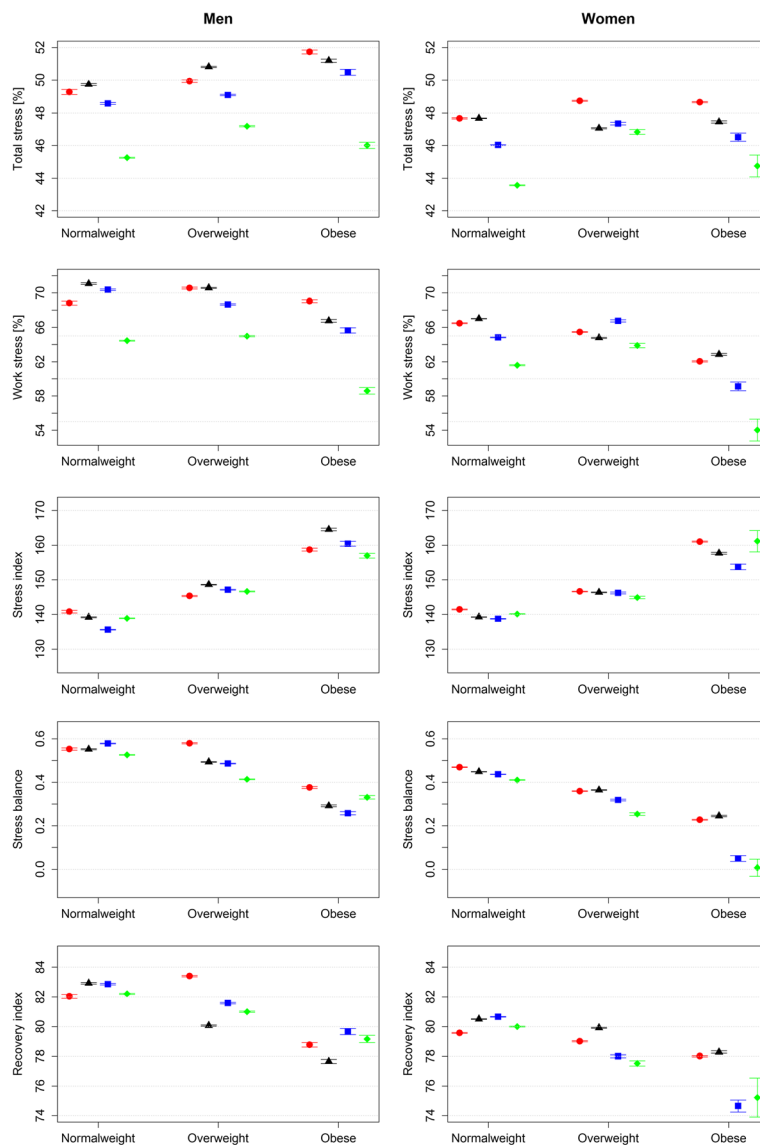 Men
Women
Total stress [%]
52
50
48
46
44
42
Normalweight Overweight Obese
Total stress [%]
52
50
48
46
44
42
Normalweight Overweight Obese
Work stress [%]
70
66
62
58
54
Normalweight Overweight Obese
Work stress [%]
70
66
62
58
54
Normalweight Overweight Obese
Stress index
170
160
150
140
130
Normalweight Overweight Obese
Stress index
170
160
150
140
130
Normalweight Overweight Obese
Stress balance
0.6
0.4
0.2
0.0
Normalweight Overweight Obese
Stress balance
0.6
0.4
0.2
0.0
Normalweight Overweight Obese
Recovery index
84
82
80
78
76
74
Normalweight Overweight Obese
Recovery index
84
82
80
78
76
74
Normalweight Overweight Obese